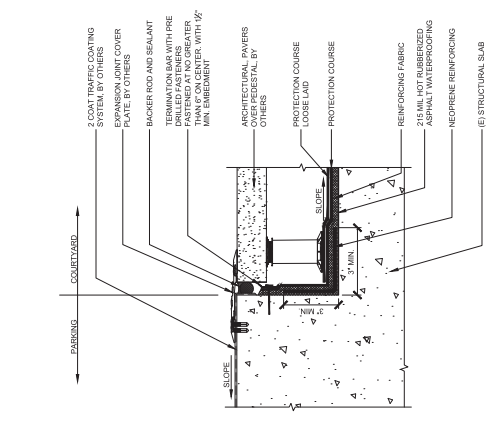 2 COAT TRAFFIC COATING
SYSTEM, BY OTHERS
EXPANSION JOINT COVER
PLATE, BY OTHERS
BACKER ROD AND SEALANT
TERMINATION BAR WITH PRE
DRILLED FASTENERS
FASTENED AT NO GREATER
THAN 6" ON CENTER, WITH 1½"
MIN. EMBEDMENT
ARCHITECTURAL PAVERS
OVER PEDESTAL, BY
OTHERS
PROTECTION COURSE
LOOSE LAID
PROTECTION COURSE
REINFORCING FABRIC
215 MIL HOT RUBBERIZED
ASPHALT WATERPROOFING
NEOPRENE REINFORCING
(E) STRUCTURAL SLAB
PARKING
COURTYARD
SLOPE
SLOPE
3" MIN.
3" MIN.